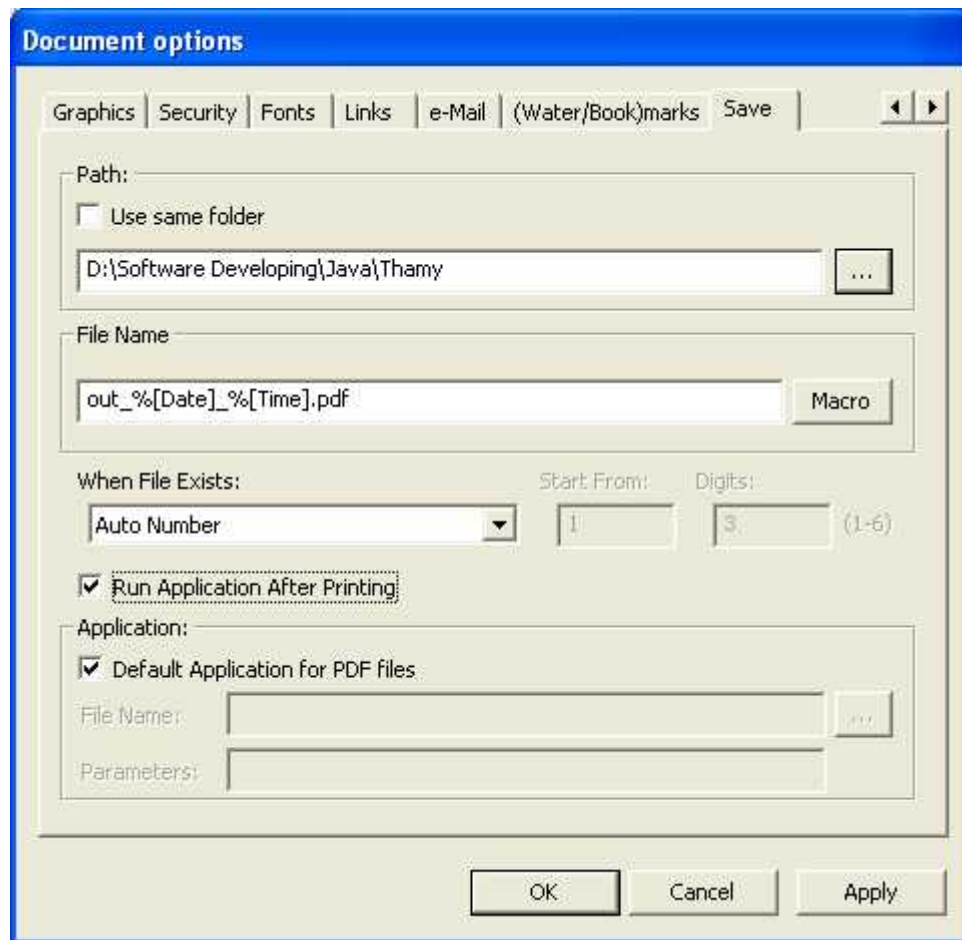 Document options
Graphics Security Fonts Links e-Mail (Water/Book)marks Save
Path:
Use same folder
D:\Software Developing\Java\Thamy ...
File Name
out_%[Date]_%[Time].pdf Macro
When File Exists: Start From: Digits:
Auto Number 1 3 (1-6)
Run Application After Printing
Application:
Default Application for PDF files
File Name: ...
Parameters:
OK Cancel Apply